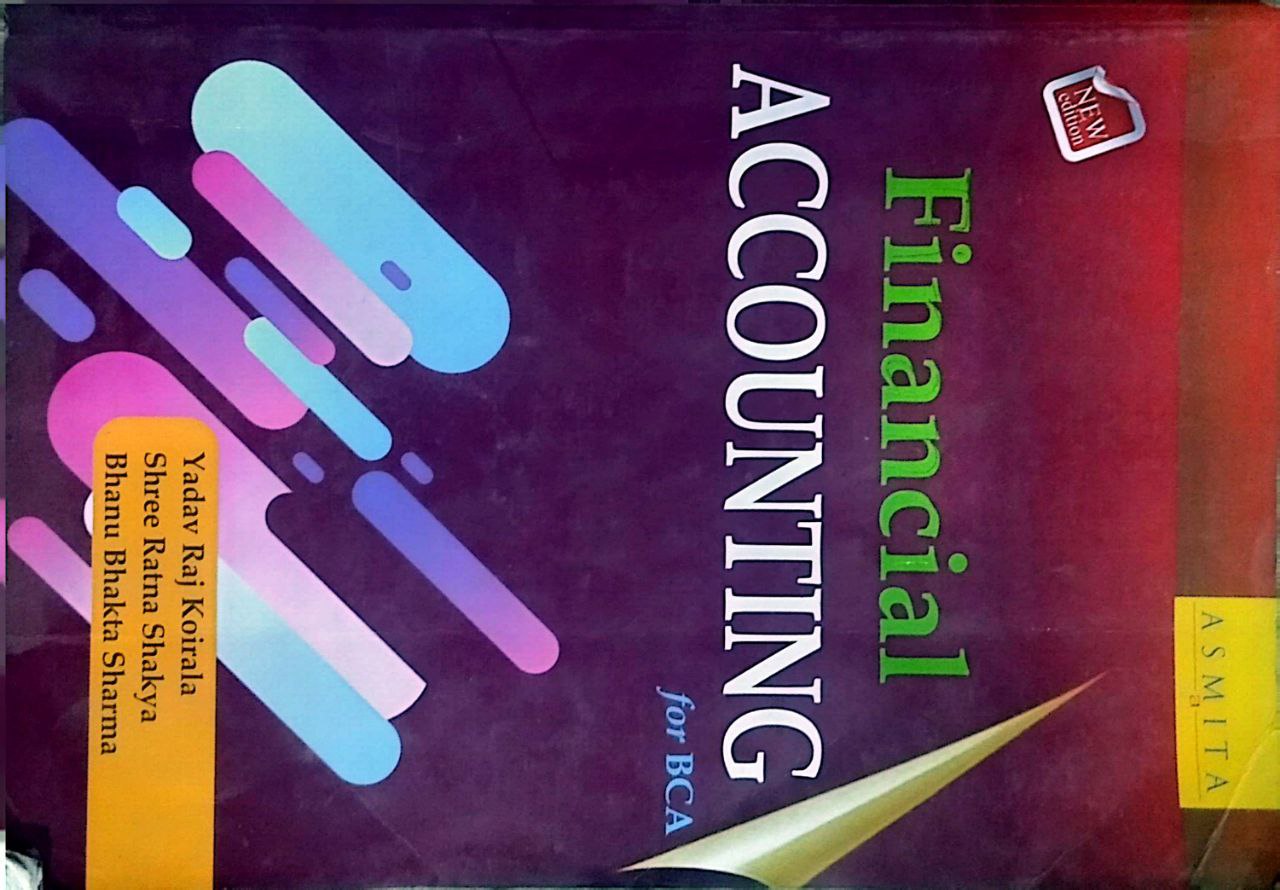 ASMITA
a
NEW
edition
Financial
ACCOUNTING
for BCA
Yadav Raj Koirala
Shree Ratna Shakya
Bhanu Bhakta Sharma